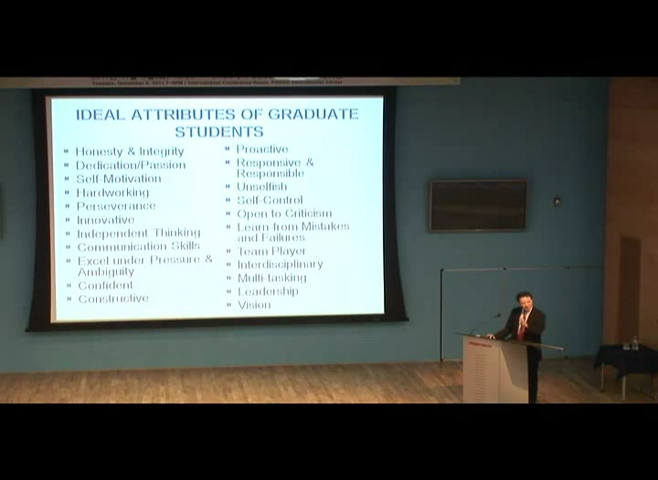 IDEAL ATTRIBUTES OF GRADUATE
STUDENTS
Honesty & Integrity
Dedication/Passion
Self-Motivation
Hardworking
Perseverance
Innovative
Independent Thinking
Communication Skills
Excel under Pressure &
Ambiguity
Confident
Constructive
Proactive
Responsive &
Responsible
Unselfish
Self-Control
Open to Criticism
Learn from Mistakes
and Failures
Team Player
Interdisciplinary
Multi-tasking
Leadership
Vision